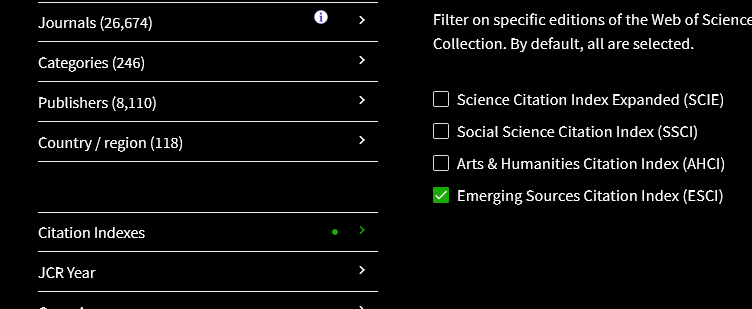 Journals (26,674)
Categories (246)
Publishers (8,110)
Country / region (118)
Citation Indexes
JCR Year
Filter on specific editions of the Web of Science
Collection. By default, all are selected.
Science Citation Index Expanded (SCIE)
Social Science Citation Index (SSCI)
Arts & Humanities Citation Index (AHCI)
Emerging Sources Citation Index (ESCI)